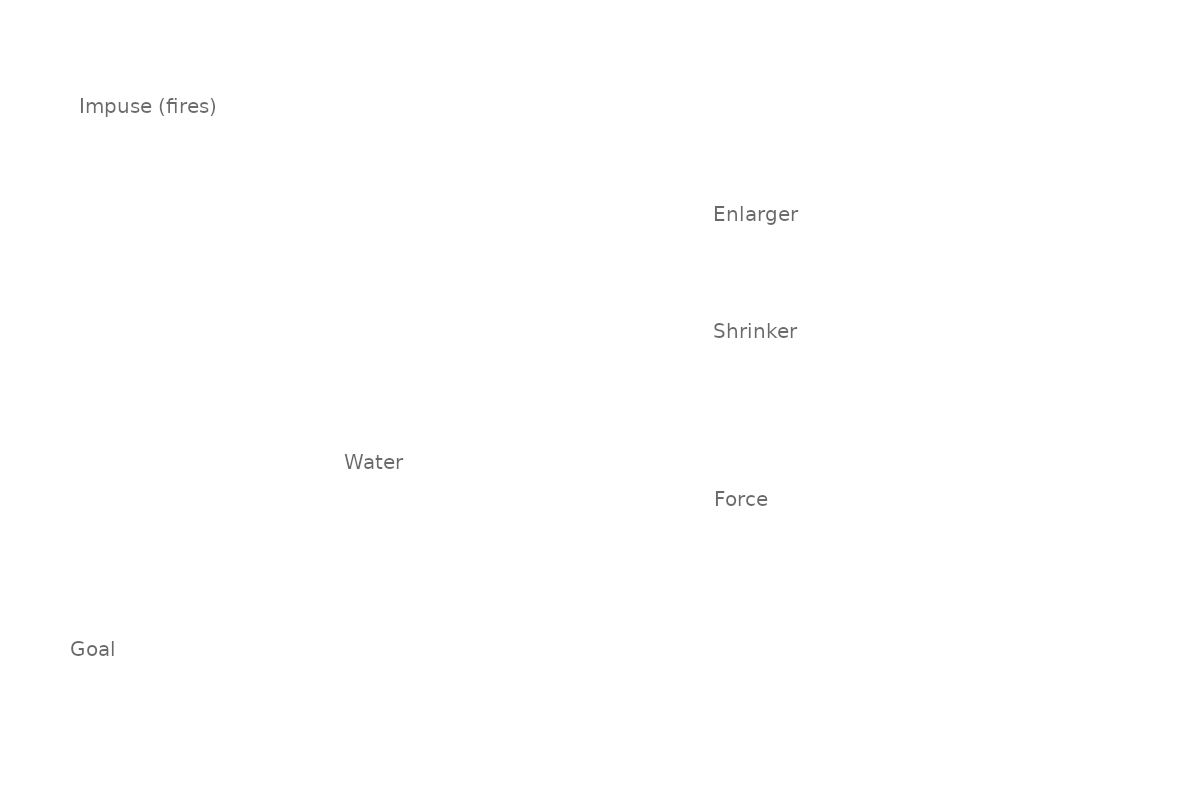 Impuse (fires)
Enlarger
Shrinker
Water
Force
Goal